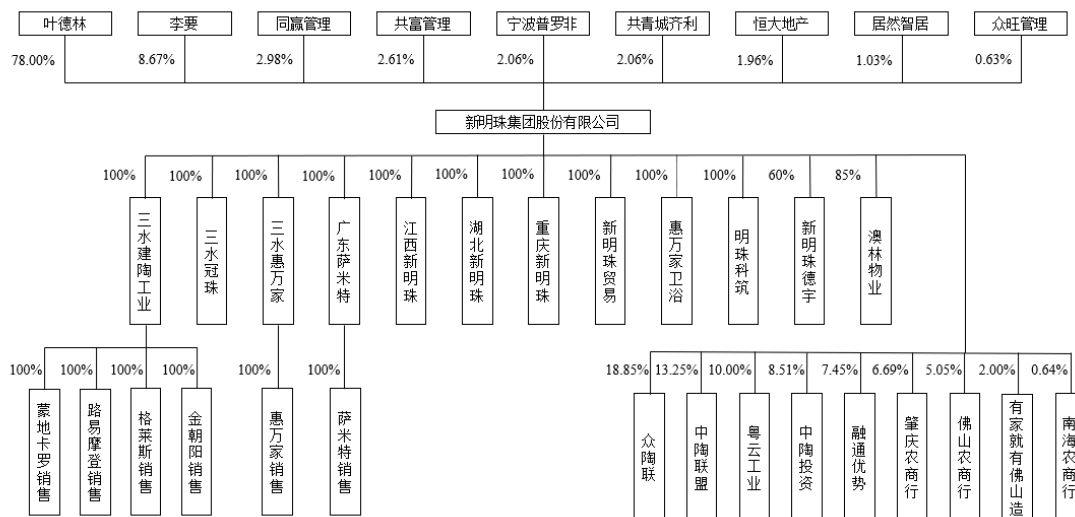 叶德林 李要 同赢管理 共富管理 宁波普罗非 共青城齐利 恒大地产 居然智居 众旺管理
78.00% 8.67% 2.98% 2.61% 2.06% 2.06% 1.96% 1.03% 0.63%
新明珠集团股份有限公司
100% 100% 100% 100% 100% 100% 100% 100% 100% 100% 60% 85%
三水建陶工业
三水冠珠
三水惠万家
广东萨米特
江西新明珠
湖北新明珠
重庆新明珠
新明珠贸易
惠万家卫浴
明珠科筑
新明珠德宇
澳林物业
100% 100% 100% 100% 100% 100% 18.85% 13.25% 10.00% 8.51% 7.45% 6.69% 5.05% 2.00% 0.64%
蒙地卡罗销售
路易摩登销售
格莱斯销售
金朝阳销售
惠万家销售
萨米特销售
众陶联
中陶联盟
粤云工业
中陶投资
融通优势
肇庆农商行
佛山农商行
有家就有佛山造
南海农商行